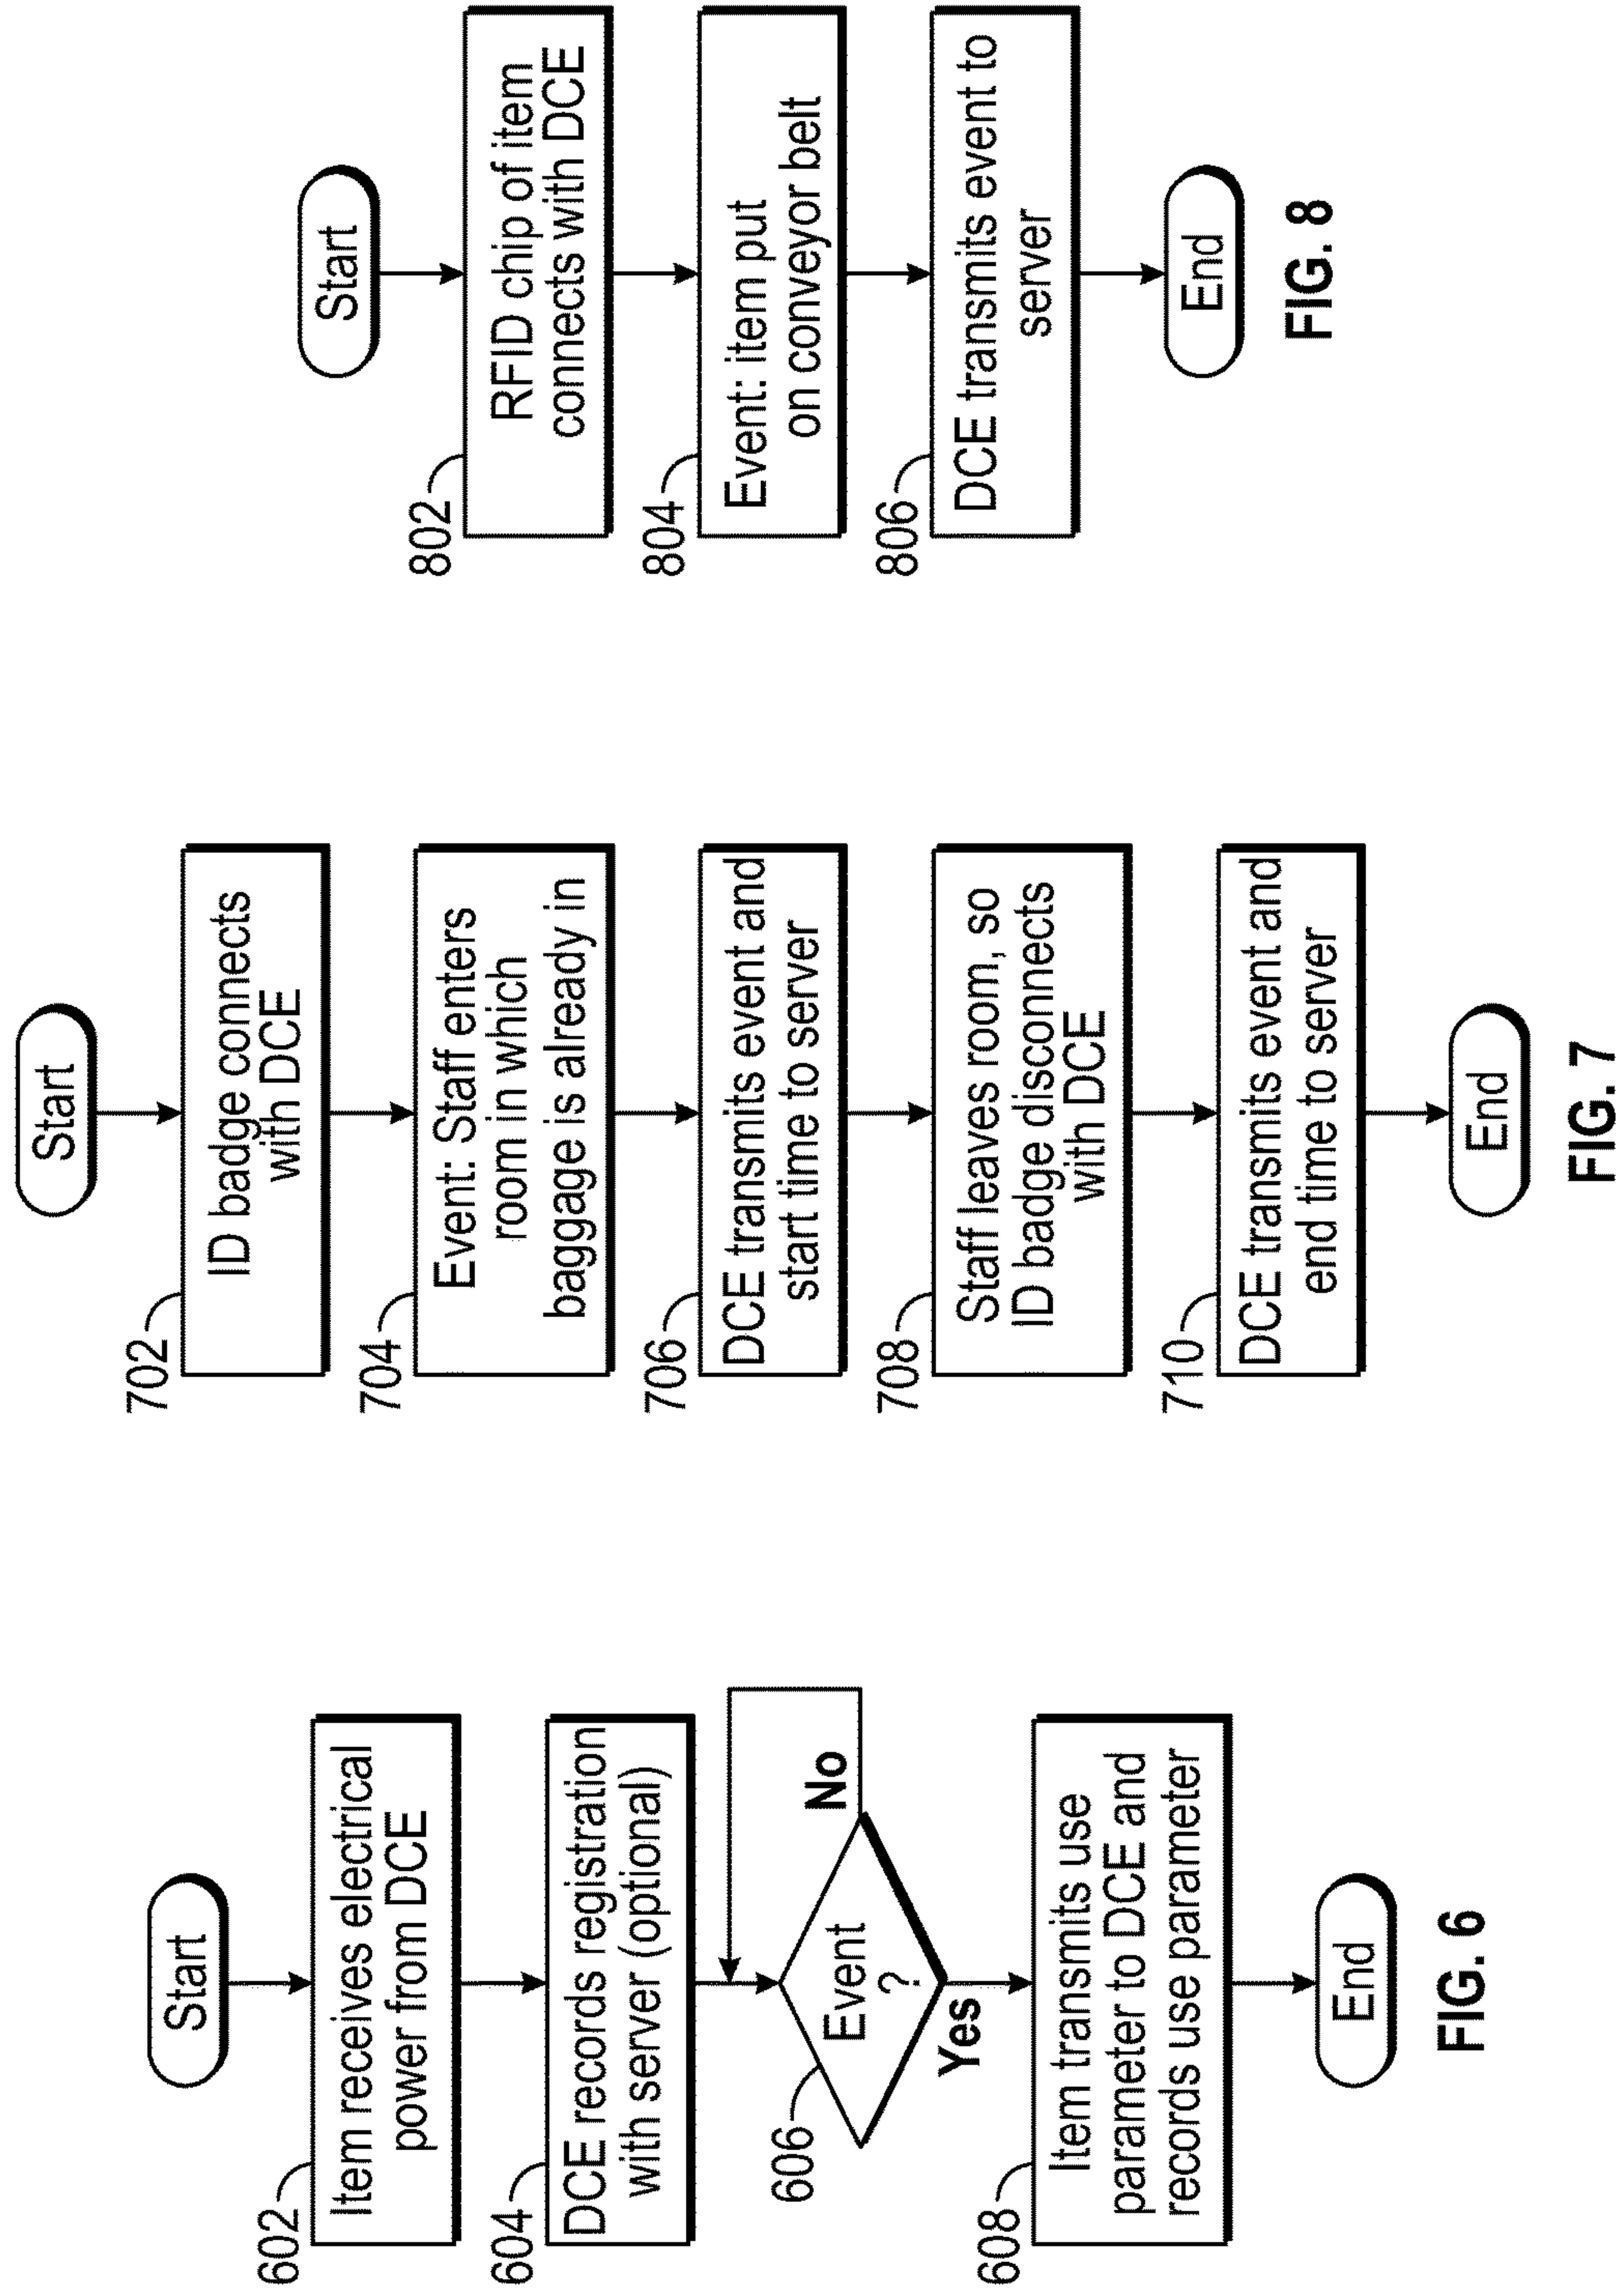 Start
602
Item receives electrical
power from DCE
604
DCE records registration
with server (optional)
606
Event
?
No
Yes
608
Item transmits use
parameter to DCE and
records use parameter
End
FIG. 6
Start
702
ID badge connects
with DCE
704
Event: Staff enters
room in which
baggage is already in
706
DCE transmits event and
start time to server
708
Staff leaves room, so
ID badge disconnects
with DCE
710
DCE transmits event and
end time to server
End
FIG. 7
Start
802
RFID chip of item
connects with DCE
804
Event: item put
on conveyor belt
806
DCE transmits event to
server
End
FIG. 8